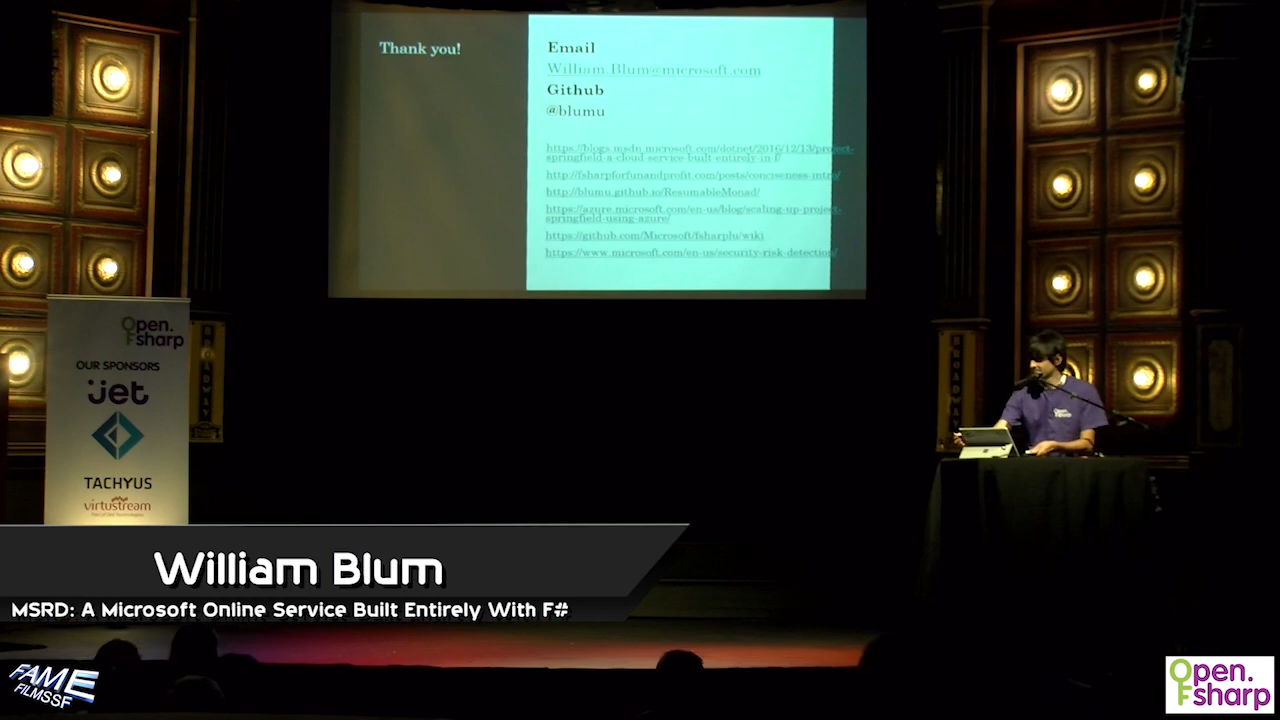 Thank you!
Email
William.Blum@microsoft.com
Github
@blumu
https://blogs.msdn.microsoft.com/dotnet/2016/12/13/project-
springfield-a-cloud-service-built-entirely-in-f/
http://fsharpforfunandprofit.com/posts/conciseness-intro/
http://blumu.github.io/ResumableMonad/
https://azure.microsoft.com/en-us/blog/scaling-up-project-
springfield-using-azure/
https://github.com/Microsoft/fsharplu/wiki
https://www.microsoft.com/en-us/security-risk-detection/
Open.
Fsharp
OUR SPONSORS
jet
TACHYUS
virtustream
BROADWAY
BROADWAY
Open.
Fsharp
William Blum
MSRD: A Microsoft Online Service Built Entirely With F#
FAME
FILMSSF
Open.
Fsharp